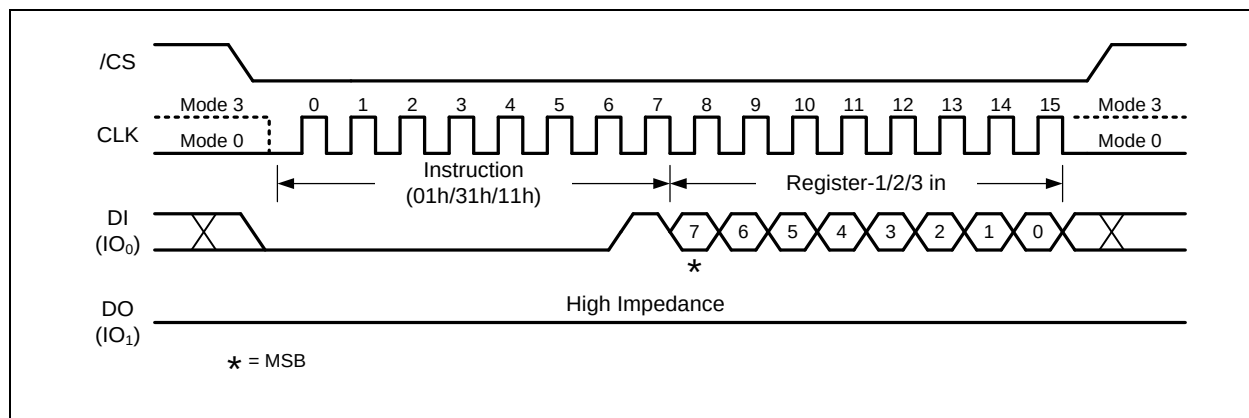 /CS
Mode 3 0 1 2 3 4 5 6 7 8 9 10 11 12 13 14 15 Mode 3
CLK
Mode 0 Mode 0
Instruction
(01h/31h/11h)
Register-1/2/3 in
DI
(IO₀)
7 6 5 4 3 2 1 0
*
High Impedance
DO
(IO₁)
* = MSB